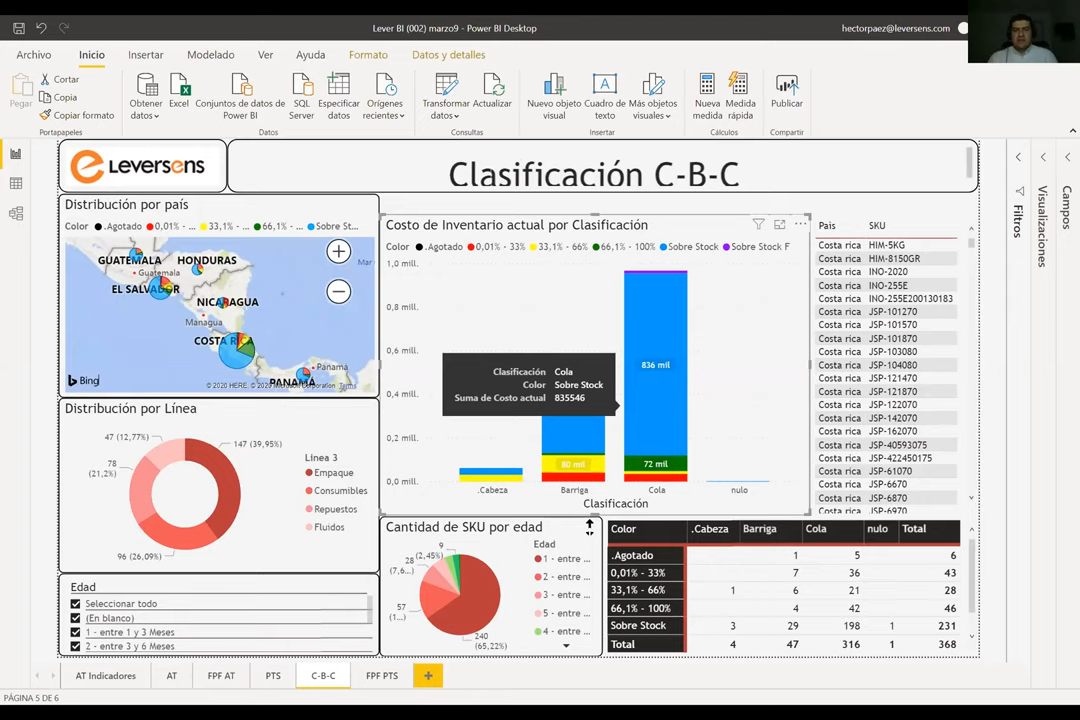 Lever BI (002) marzo9 - Power BI Desktop
hectorpaez@leversens.com
Archivo Inicio Insertar Modelado Ver Ayuda Formato Datos y detalles
Pegar
Cortar
Copia
Copiar formato
Obtener datos
Excel
Conjuntos de datos de Power BI
SQL Server
Especificar datos
Orígenes recientes
Transformar datos
Actualizar
Nuevo objeto visual
Cuadro de texto
Más objetos visuales
Nueva medida
Medida rápida
Publicar
Portapapeles Datos Consultas Insertar Cálculos Compartir
Leversens
Clasificación C-B-C
Distribución por país
Color .Agotado 0,01% - 33% 33,1% - ... 66,1% - ... Sobre St...
GUATEMALA
Guatemala
HONDURAS
EL SALVADOR
NICARAGUA
Managua
COSTA RICA
Panama
PANAMA
Mar
Bing
© 2020 HERE, © 2020 Microsoft Corporation Terms
Distribución por Línea
47 (12,77%)
147 (39,95%)
78
(21,2%)
96 (26,09%)
Línea 3
Empaque
Consumibles
Repuestos
Fluidos
Edad
Seleccionar todo
(En blanco)
1 - entre 1 y 3 Meses
2 - entre 3 y 6 Meses
Costo de Inventario actual por Clasificación
Color .Agotado 0,01% - 33% 33,1% - 66% 66,1% - 100% Sobre Stock Sobre Stock F
1,0 mill.
0,8 mill.
0,6 mill.
0,4 mill.
0,2 mill.
0,0 mill.
Clasificación Cola
Color Sobre Stock
Suma de Costo actual 835546
836 mil
80 mil
72 mil
.Cabeza Barriga Cola nulo
Clasificación
Cantidad de SKU por edad
9
(2,45%)
28
(7,6...)
57
(1...)
240
(65,22%)
Edad
1 - entre ...
2 - entre ...
3 - entre ...
5 - entre ...
4 - entre ...
Pais SKU
Costa rica HIM-5KG
Costa rica HIM-8150GR
Costa rica INO-2020
Costa rica INO-255E
Costa rica INO-255E200130183
Costa rica JSP-101270
Costa rica JSP-101570
Costa rica JSP-101870
Costa rica JSP-103080
Costa rica JSP-104080
Costa rica JSP-121470
Costa rica JSP-121870
Costa rica JSP-122070
Costa rica JSP-142070
Costa rica JSP-162070
Costa rica JSP-40593075
Costa rica JSP-422450175
Costa rica JSP-61070
Costa rica JSP-6670
Costa rica JSP-6870
Costa rica JSP-6970
Color .Cabeza Barriga Cola nulo Total
.Agotado 1 5 6
0,01% - 33% 7 36 43
33,1% - 66% 1 6 21 28
66,1% - 100% 4 42 46
Sobre Stock 3 29 198 1 231
Total 4 47 316 1 368
Filtros
Visualizaciones
Campos
AT Indicadores AT FPF AT PTS C-B-C FPF PTS
PÁGINA 5 DE 6